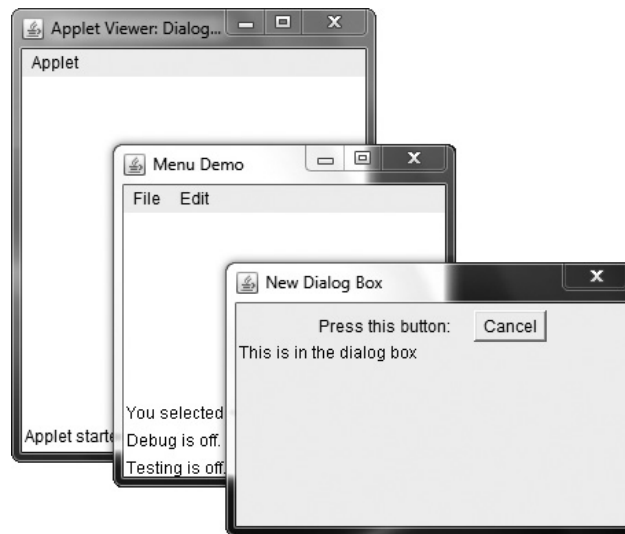 Applet Viewer: Dialog...
Applet
Menu Demo
File Edit
New Dialog Box
Press this button: Cancel
This is in the dialog box
You selected
Debug is off.
Testing is off.
Applet starte